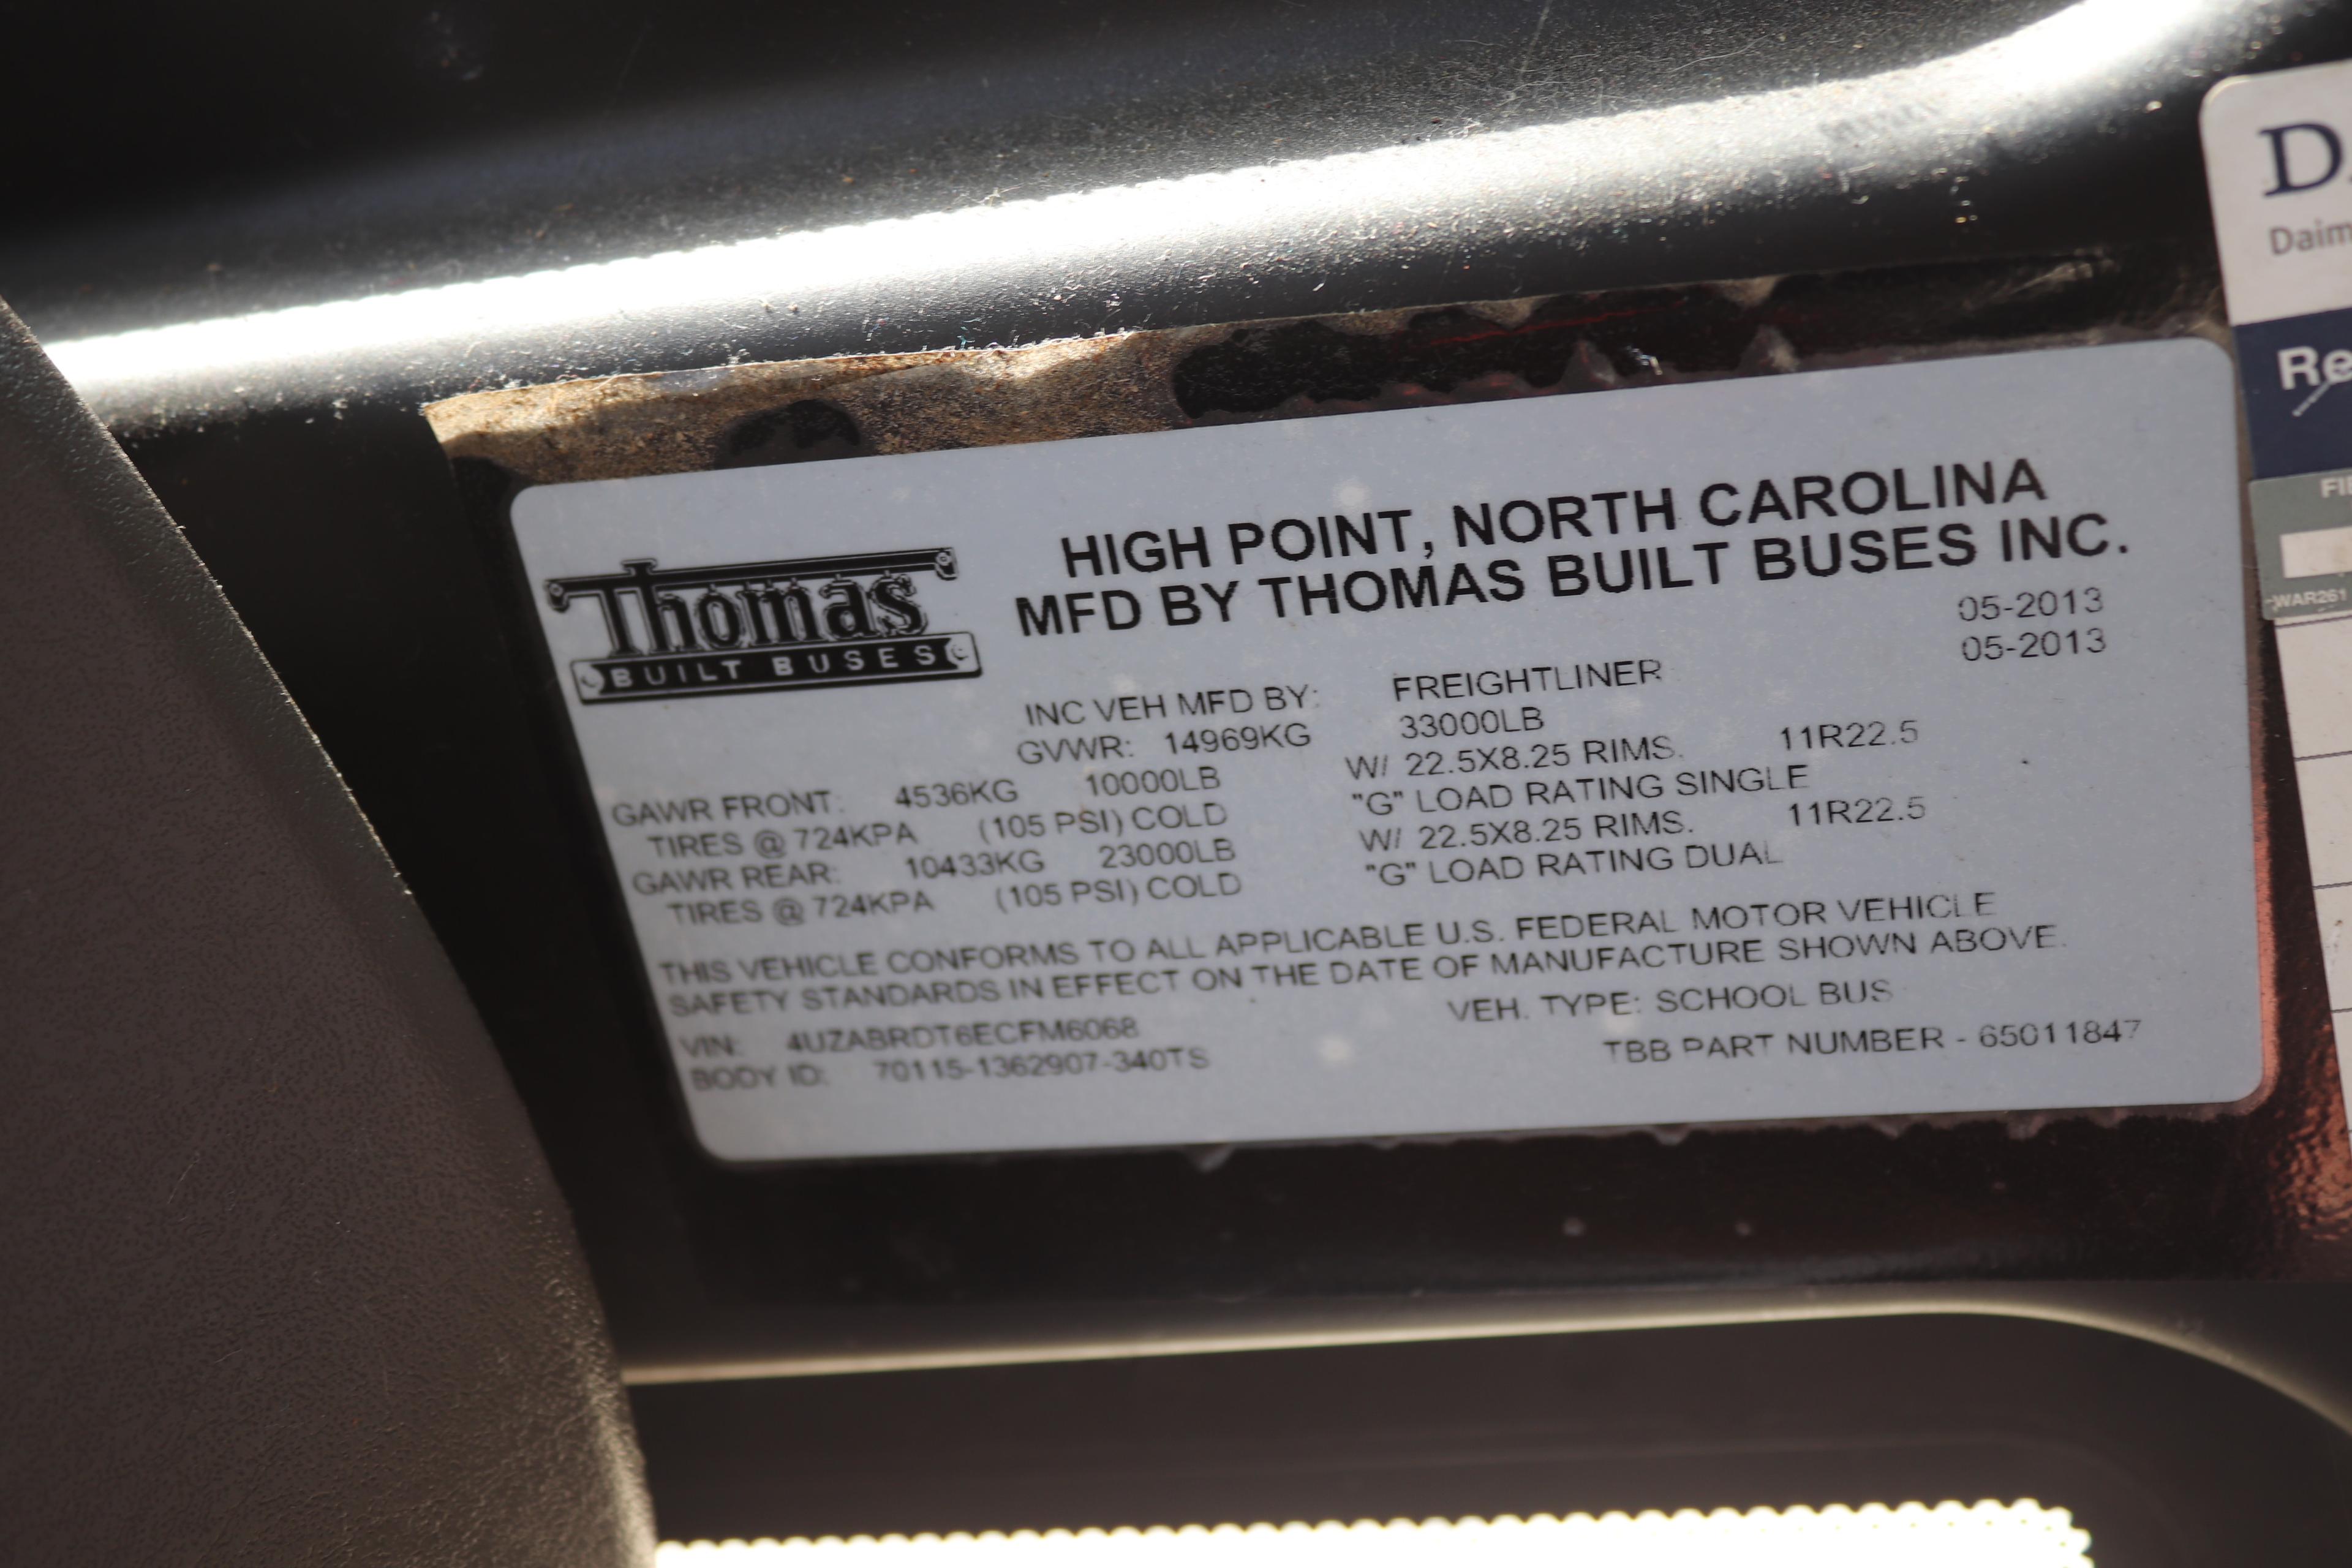 Thomas
BUILT BUSES
HIGH POINT, NORTH CAROLINA
MFD BY THOMAS BUILT BUSES INC.
05-2013
INC VEH MFD BY: FREIGHTLINER 05-2013
GVWR: 14969KG 33000LB
GAWR FRONT: 4536KG 10000LB W/ 22.5X8.25 RIMS. 11R22.5
TIRES @ 724KPA (105 PSI) COLD "G" LOAD RATING SINGLE
GAWR REAR: 10433KG 23000LB W/ 22.5X8.25 RIMS. 11R22.5
TIRES @ 724KPA (105 PSI) COLD "G" LOAD RATING DUAL
THIS VEHICLE CONFORMS TO ALL APPLICABLE U.S. FEDERAL MOTOR VEHICLE
SAFETY STANDARDS IN EFFECT ON THE DATE OF MANUFACTURE SHOWN ABOVE.
VIN: 4UZABRDT6ECFM6068 VEH. TYPE: SCHOOL BUS
BODY ID: 70115-1362907-340TS TBB PART NUMBER - 65011847
Daim
Re
WAR261